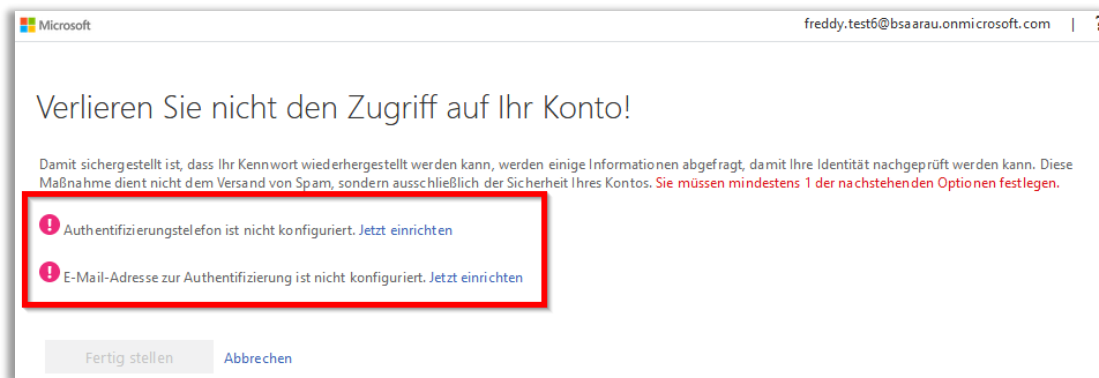 Microsoft
freddy.test6@bsaarau.onmicrosoft.com | ?
Verlieren Sie nicht den Zugriff auf Ihr Konto!
Damit sichergestellt ist, dass Ihr Kennwort wiederhergestellt werden kann, werden einige Informationen abgefragt, damit Ihre Identität nachgeprüft werden kann. Diese
Maßnahme dient nicht dem Versand von Spam, sondern ausschließlich der Sicherheit Ihres Kontos. Sie müssen mindestens 1 der nachstehenden Optionen festlegen.
! Authentifizierungstelefon ist nicht konfiguriert. Jetzt einrichten
! E-Mail-Adresse zur Authentifizierung ist nicht konfiguriert. Jetzt einrichten
Fertig stellen Abbrechen